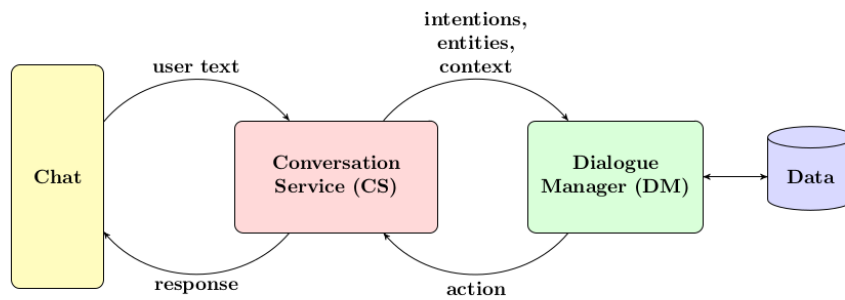 intentions,
entities,
context
user text
Chat
Conversation
Service (CS)
Dialogue
Manager (DM)
Data
response
action